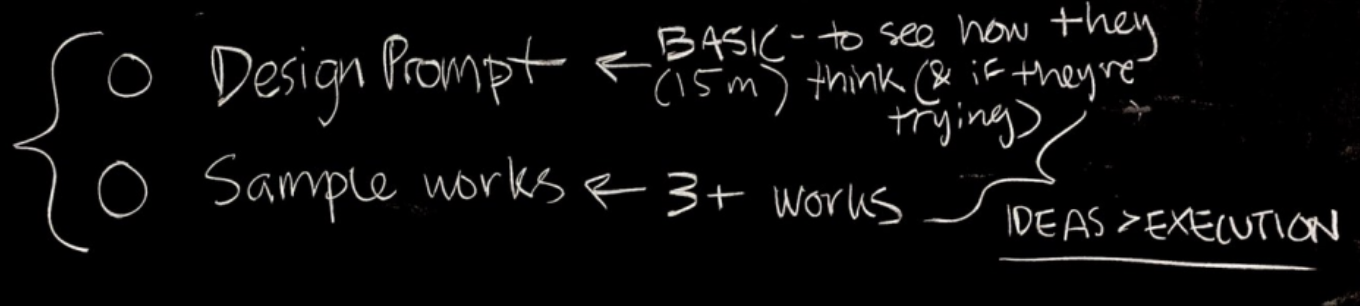 Design Prompt ← BASIC - to see how they
(15m) think (& if they're
trying)
Sample works ← 3+ works
IDEAS > EXECUTION